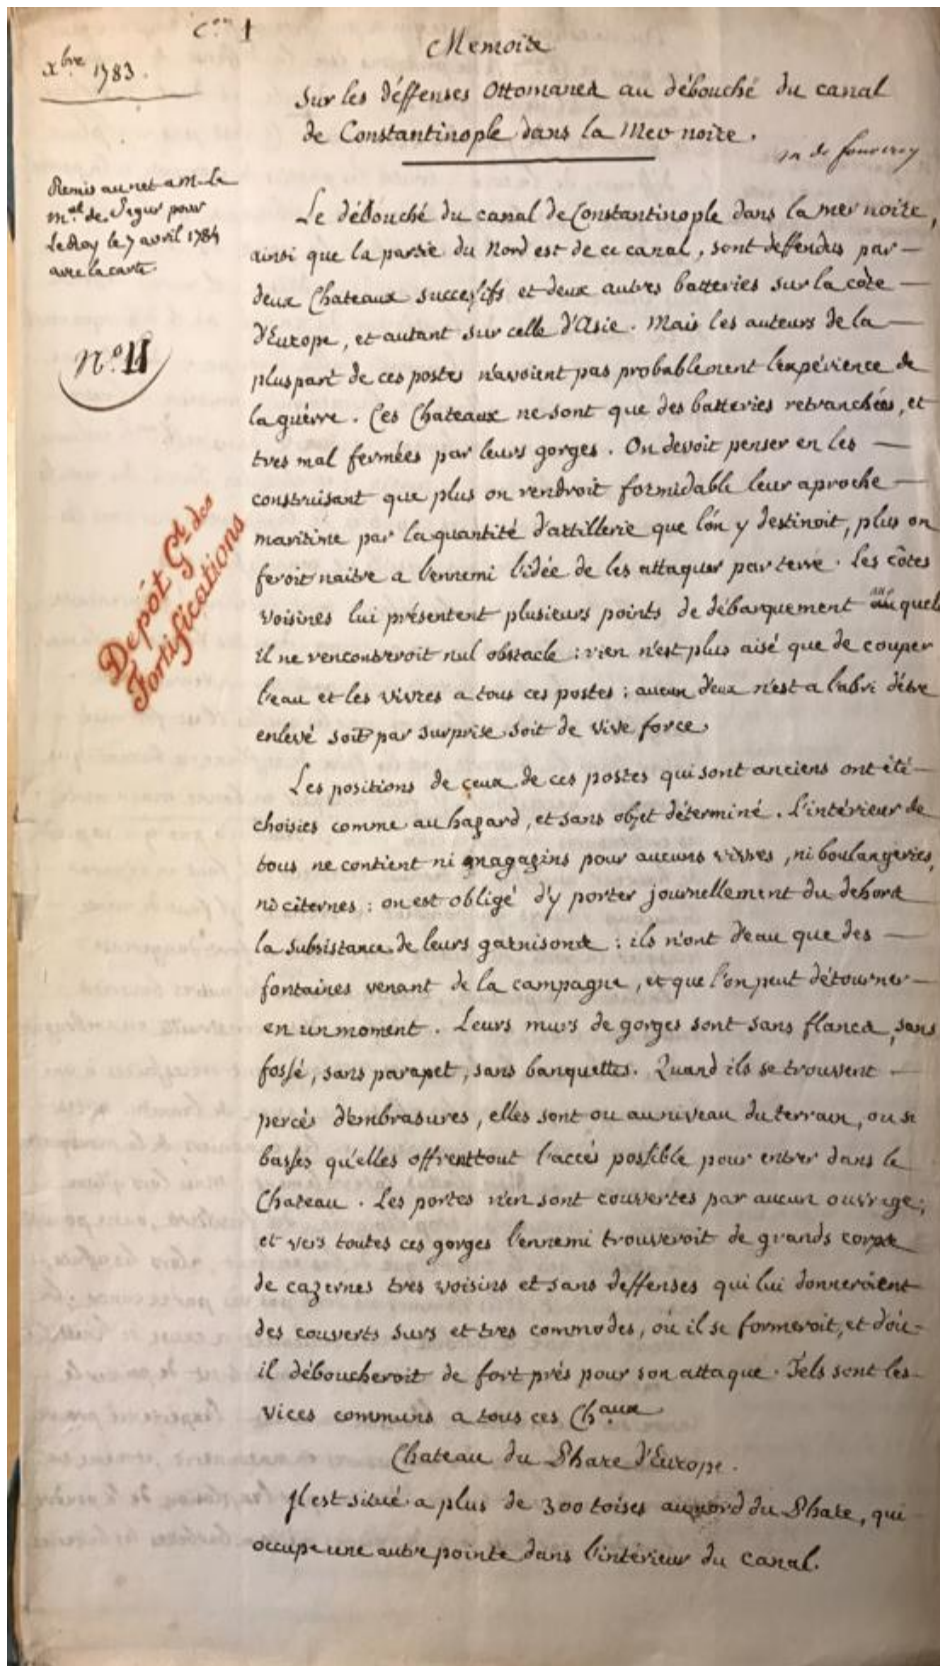 Con 1
Xbre 1783.
Memoire
Sur les déffenses Ottomanes au débouché du canal
de Constantinople dans la Mer noire.
M de
Remis au net a M. le
Mal de Segur pour
Le Roy le 7 avril 1784
avec la carte.
No. 11
Depót Gal des
Fortifications
Le débouché du canal de Constantinople dans la mer noire,
ainsi que la partie du Nord est de ce canal, sont deffendus par —
deux Chateaux successifs et deux autres batteries sur la côte —
d'Europe, et autant sur celle d'Asie. Mais les auteurs de la —
pluspart de ces postes n'avoient pas probablement l'expérience de
la guérre. Ces Chateaux ne sont que des batteries retranchées, et
tres mal fermées par leurs gorges. On devoit penser en les —
construisant que plus on rendroit formidable leur aproche —
maritime par la quantité d'attillerie que l'on y destinoit, plus on
feroit naitre a l'ennemi l'idée de les attaquer par terre. Les côtes
voisines lui présentent plusieurs points de débarquement auxquels
il ne rencontreroit nul obstacle : rien n'est plus aisé que de couper
l'eau et les vivres a tous ces postes ; aucun d'eux n'est a l'abri d'être
enlevé soit par surprise soit de vive force.
Les positions de ceux de ces postes qui sont anciens ont été —
choisies comme au hazard, et sans objet déterminé. L'intérieur de
tous ne contient ni magazins pour aucuns vivres, ni boulangeries,
ni citernes : on est obligé d'y porter journellement du dehors
la subsistance de leurs garnisons : ils n'ont d'eau que des —
fontaines venant de la campagne, et que l'on peut détourner —
en un moment. Leurs murs de gorges sont sans flancs, sans
fossé, sans parapet, sans banquettes. Quand ils se trouvent —
percés d'embrasures, elles sont ou au niveau du terrain, ou si
basses qu'elles offrent tout l'accès possible pour entrer dans le
Chateau. Les portes n'en sont couvertes par aucun ouvrage ;
et vers toutes ces gorges l'ennemi trouveroit de grands corps
de cazernes tres voisins et sans deffenses qui lui donneroient
des couverts surs et tres commodes, où il se formeroit, et d'où —
il déboucheroit de fort près pour son attaque. Tels sont les —
vices communs a tous ces Chaux
Chateau du Phare d'Europe.
Il est situé a plus de 300 toises au nord du Phare, qui
occupe une autre pointe dans l'intérieur du canal.